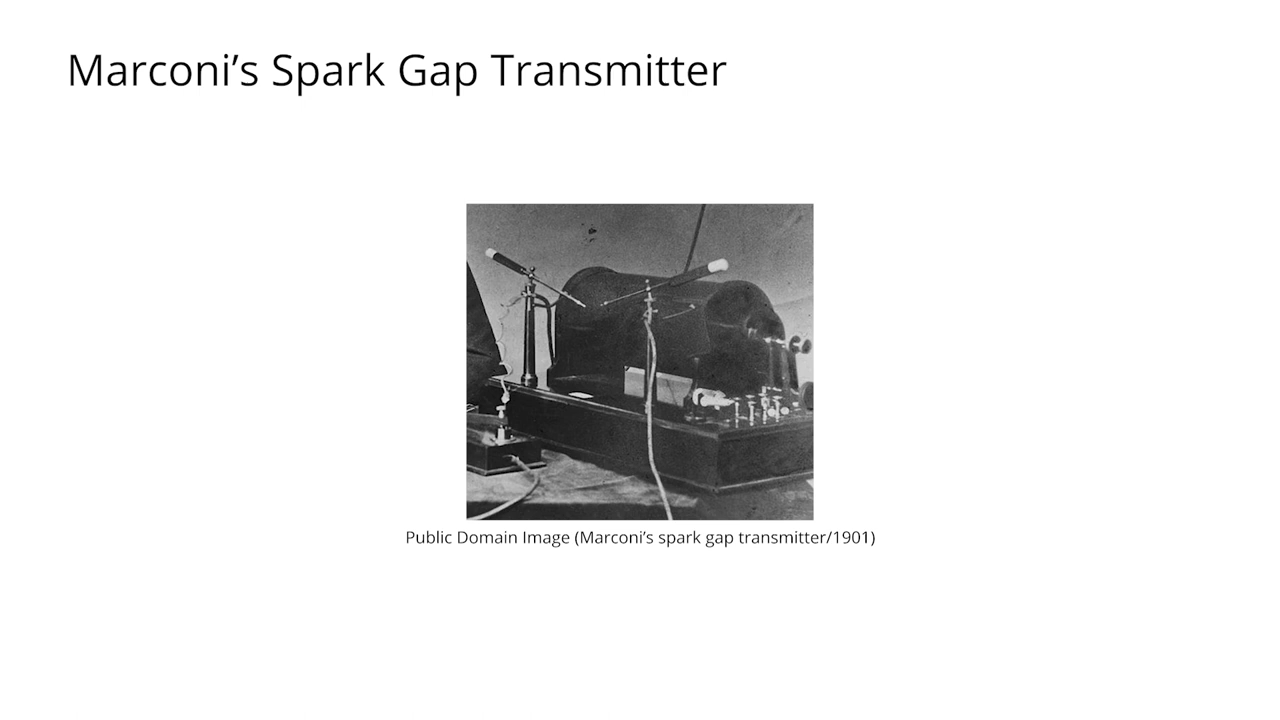 Marconi’s Spark Gap Transmitter
Public Domain Image (Marconi’s spark gap transmitter/1901)